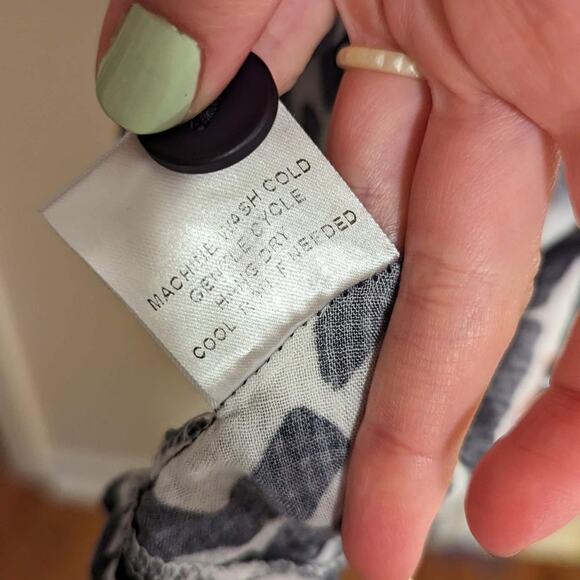 MACHINE WASH COLD
GENTLE CYCLE
HANG DRY
COOL IRON IF NEEDED